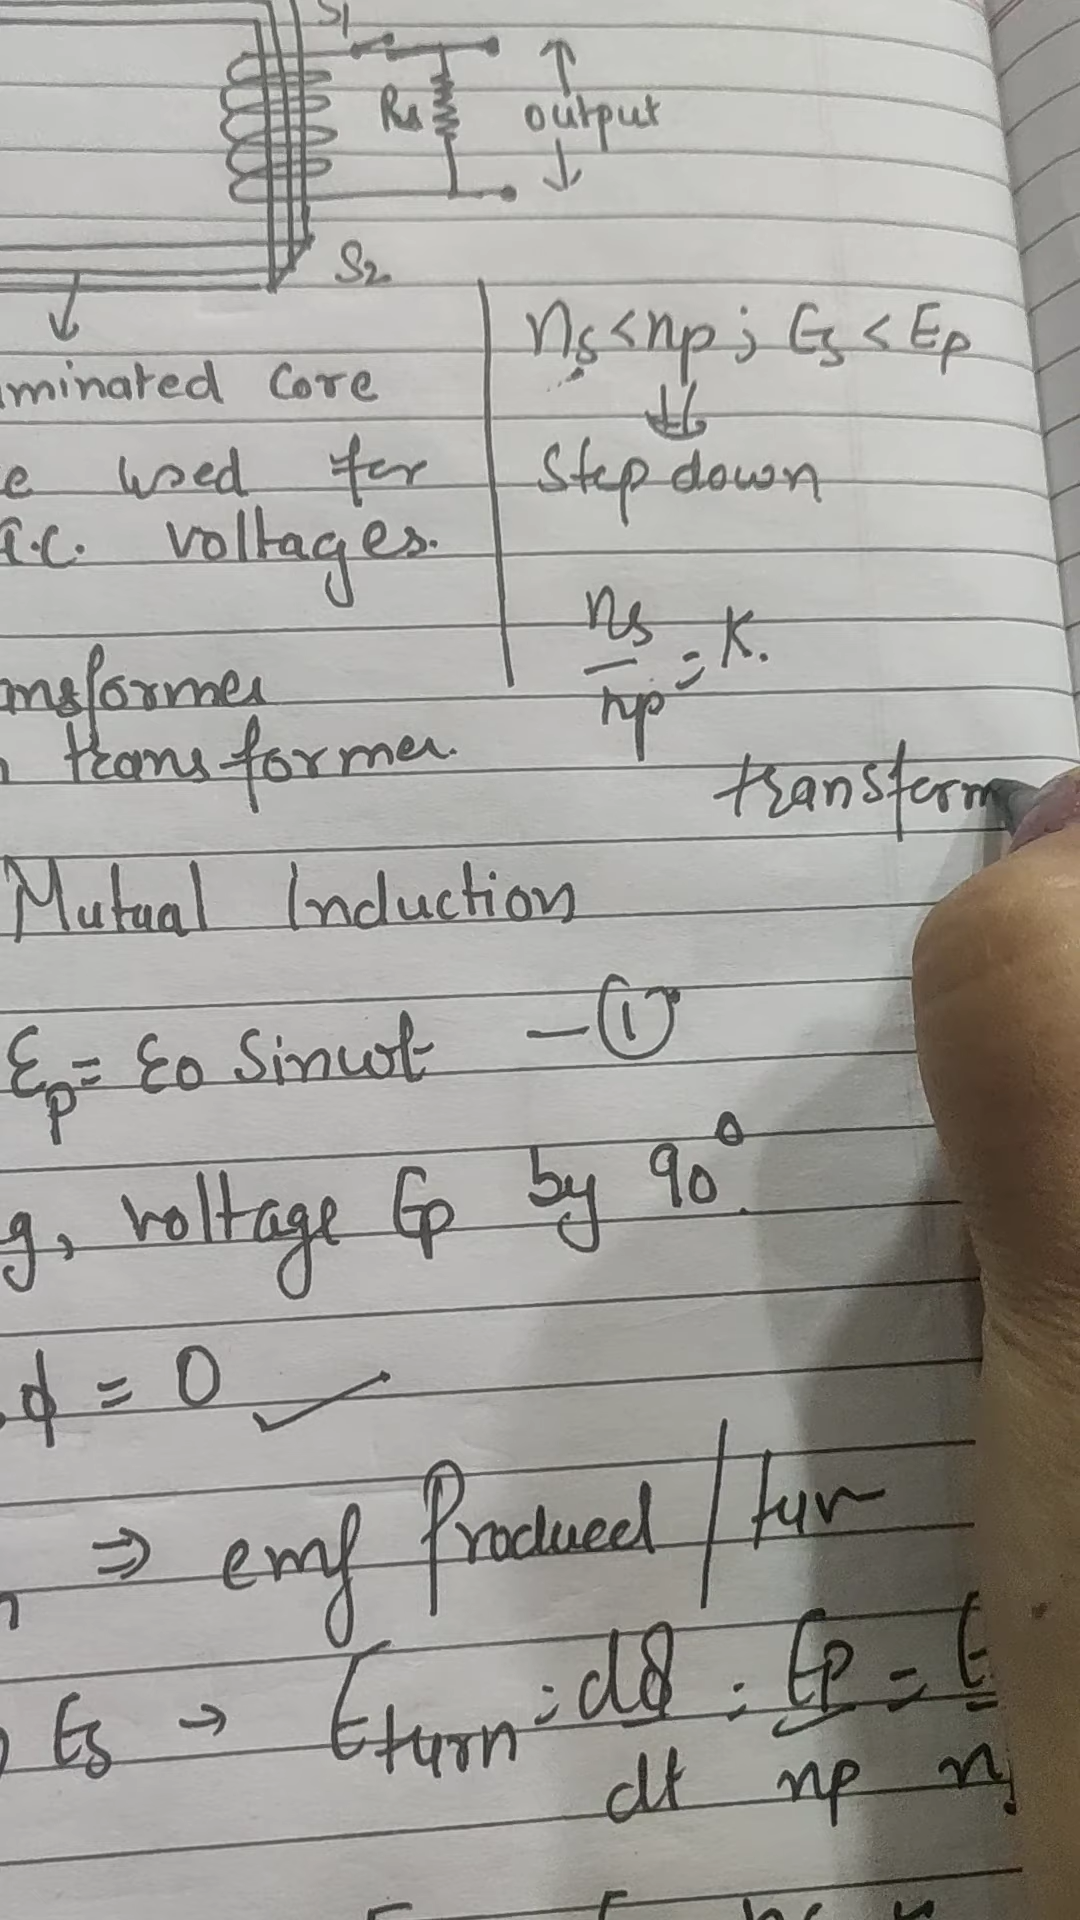 S1
Rs output
S2
ns < np ; Es < Ep
minated Core
Step down
e used for
a.c. voltages.
ns/np = K.
nsformer
transformer.
transform
Mutual Induction
Ep = E0 Sinwt - ①
g, voltage Ep by 90°
ϕ = 0 ✓
⇒ emf Produced / turn
Es → Eturn = dϕ/dt = Ep/np = E/n